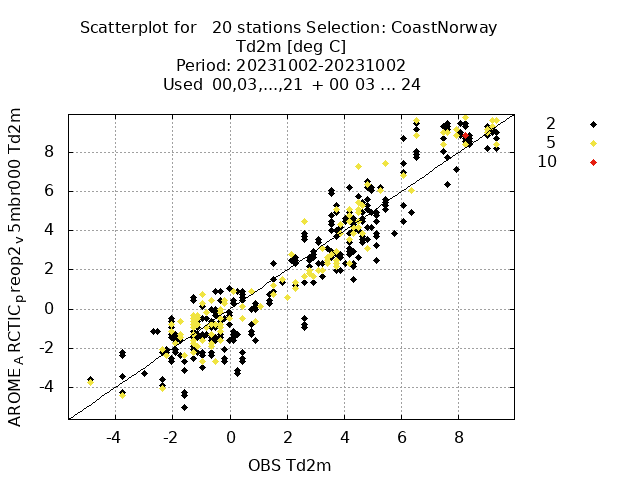 Scatterplot for   20 stations Selection: CoastNorway
Td2m [deg C]
Period: 20231002-20231002
Used  00,03,...,21  + 00 03 ... 24
2
5
10
AROME_ARCTIC_preop2_v5mbr000 Td2m
8
6
4
2
0
-2
-4
-4 -2 0 2 4 6 8
OBS Td2m